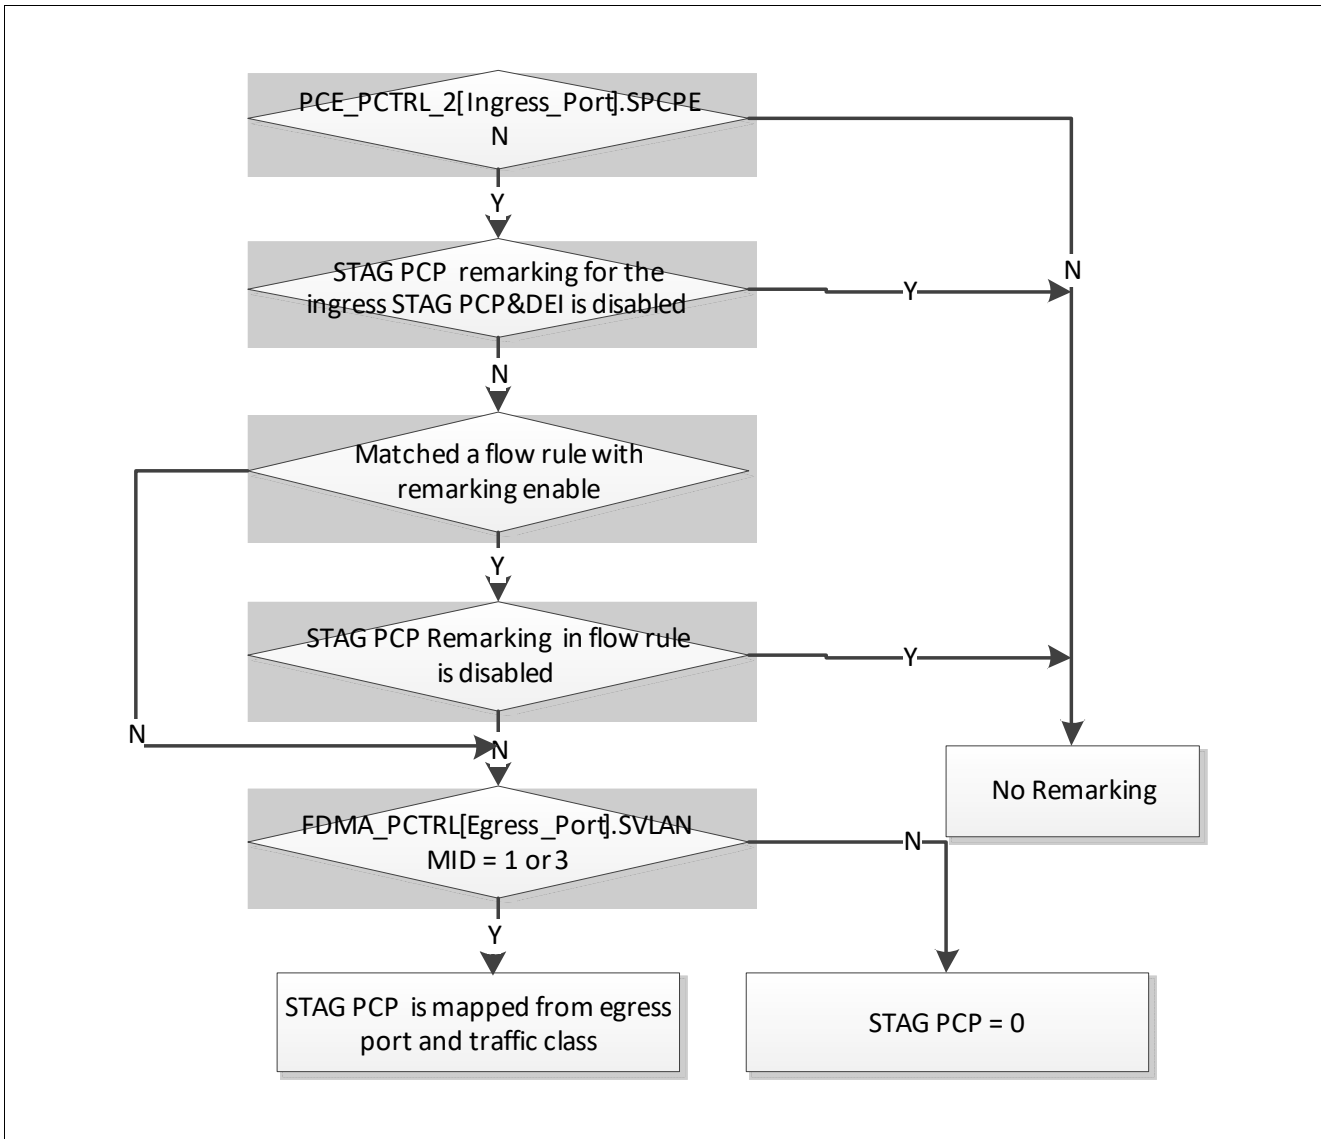 PCE_PCTRL_2[Ingress_Port].SPCPE
N
Y
STAG PCP remarking for the
ingress STAG PCP&DEI is disabled
N
Y
N
Matched a flow rule with
remarking enable
Y
STAG PCP Remarking in flow rule
is disabled
Y
N
N
No Remarking
FDMA_PCTRL[Egress_Port].SVLAN
MID = 1 or 3
N
Y
STAG PCP is mapped from egress
port and traffic class
STAG PCP = 0